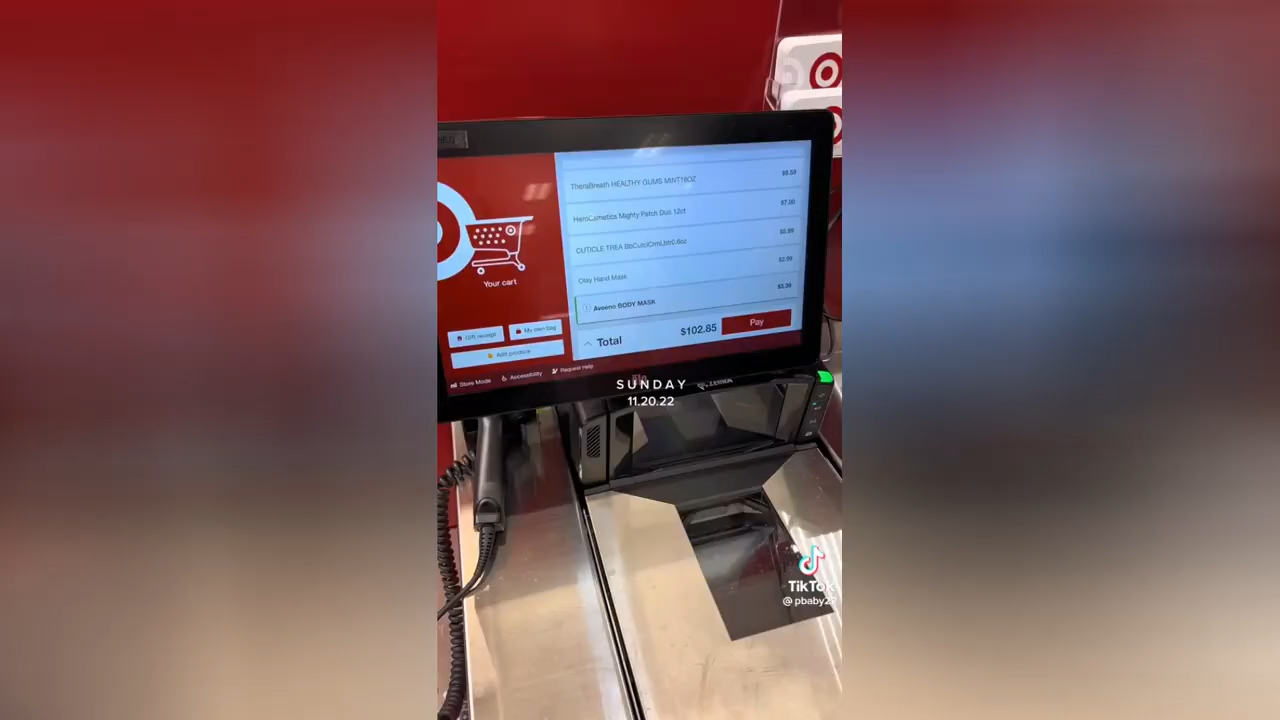 TheraBreath HEALTHY GUMS MINT16OZ $9.59
HeroCosmetics Mighty Patch Duo 12ct $7.00
CUTICLE TREA
Olay Hand Mask $2.99
Aveeno BODY MASK
Total $102.85 Pay
Your cart
Gift receipt My own bag
Add produce
Store Mode Accessibility Request Help
SUNDAY
11.20.22
ZEBRA
TikTok